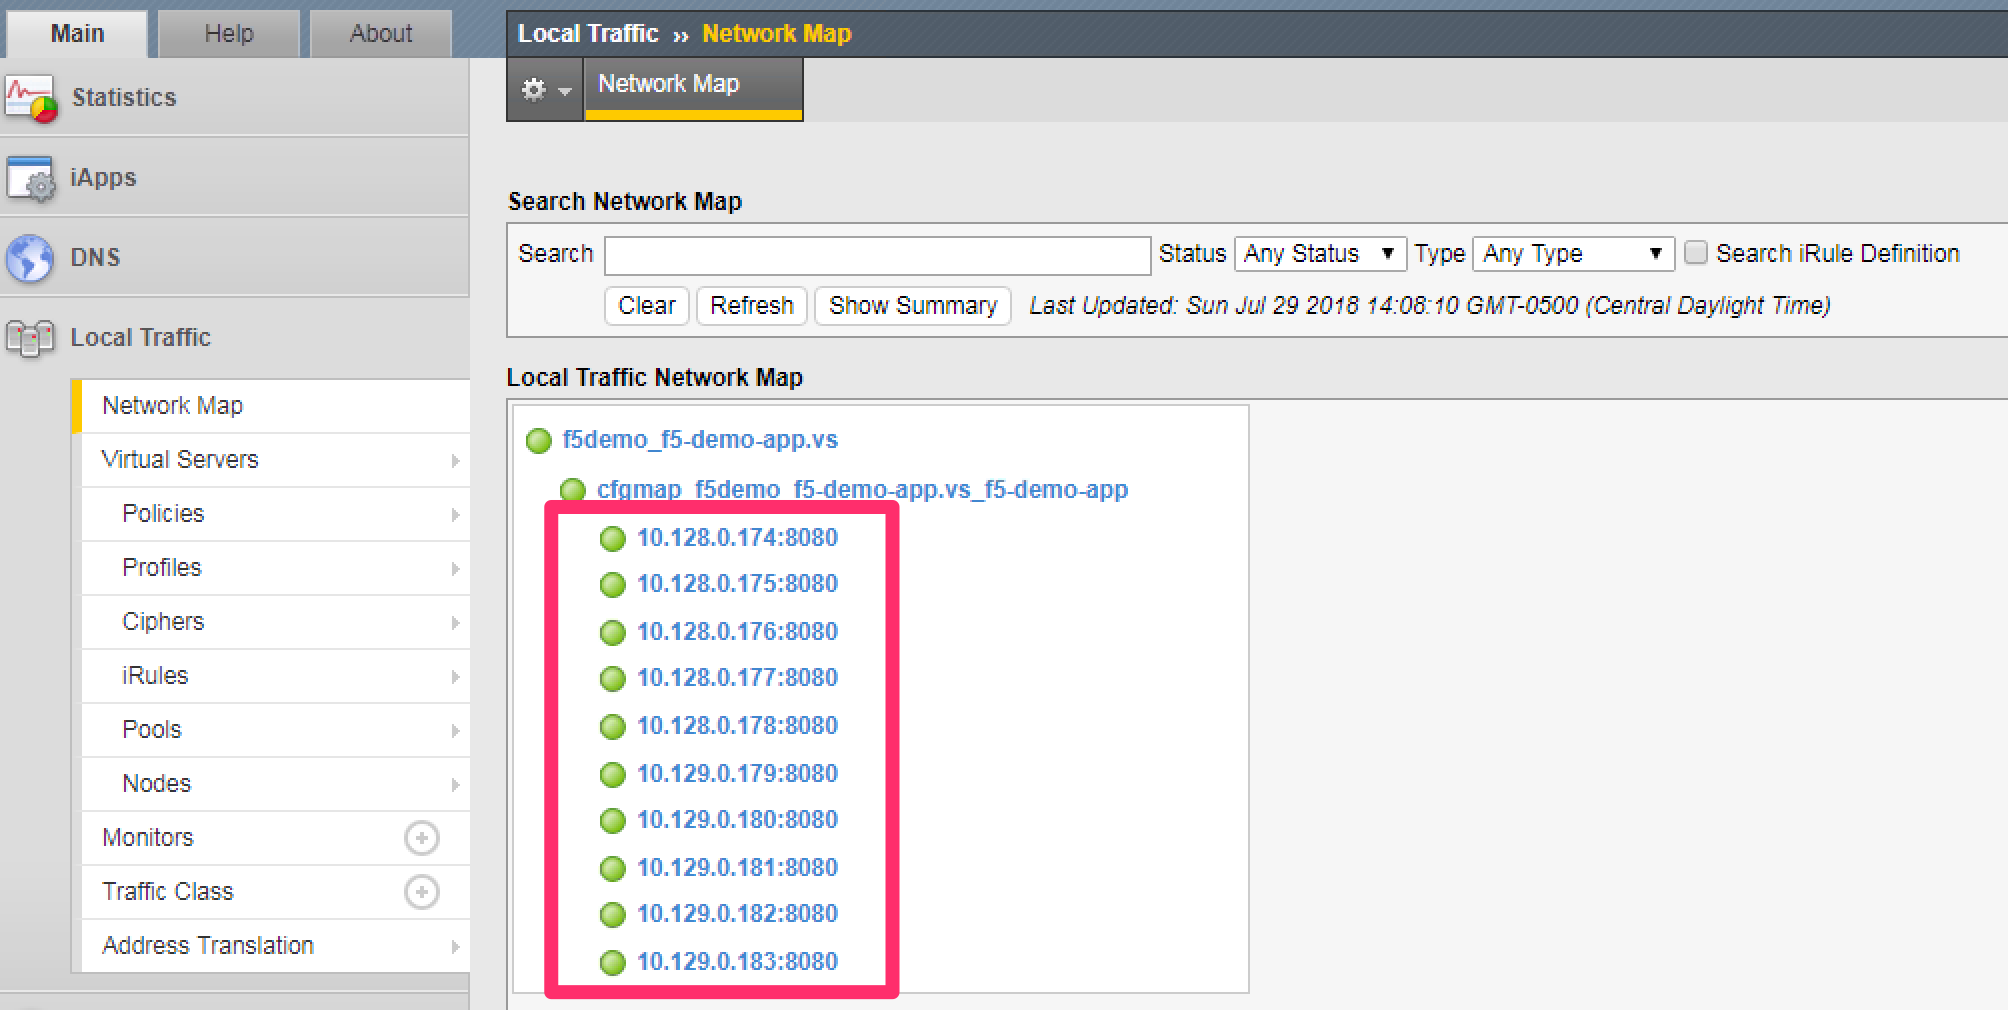 Main Help About
Local Traffic ›› Network Map
Network Map
Statistics
iApps
DNS
Local Traffic
Network Map
Virtual Servers
Policies
Profiles
Ciphers
iRules
Pools
Nodes
Monitors
Traffic Class
Address Translation
Search Network Map
Search Status Any Status Type Any Type Search iRule Definition
Clear Refresh Show Summary Last Updated: Sun Jul 29 2018 14:08:10 GMT-0500 (Central Daylight Time)
Local Traffic Network Map
f5demo_f5-demo-app.vs
cfgmap_f5demo_f5-demo-app.vs_f5-demo-app
10.128.0.174:8080
10.128.0.175:8080
10.128.0.176:8080
10.128.0.177:8080
10.128.0.178:8080
10.129.0.179:8080
10.129.0.180:8080
10.129.0.181:8080
10.129.0.182:8080
10.129.0.183:8080